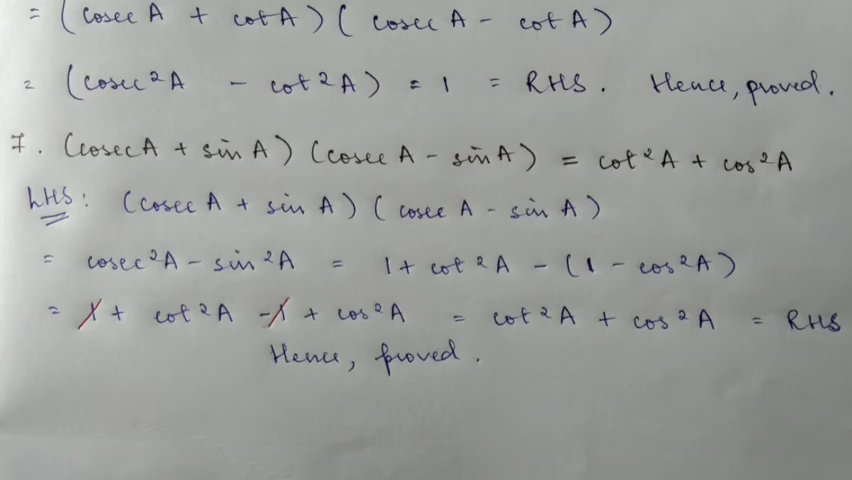 = (cosec A + cot A) ( cosec A - cot A)
= (cosec²A - cot²A) = 1 = RHS. Hence, proved.
7. (cosec A + sin A) (cosec A - sin A) = cot²A + cos²A
LHS: (cosec A + sin A) ( cosec A - sin A)
= cosec²A - sin²A = 1 + cot²A - (1 - cos²A)
= 1 + cot²A - 1 + cos²A = cot²A + cos²A = RHS
Hence, proved.